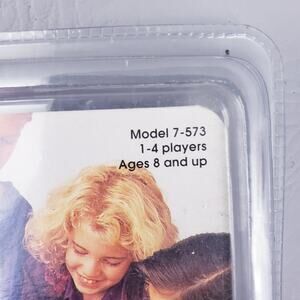 Model 7-573
1-4 players
Ages 8 and up